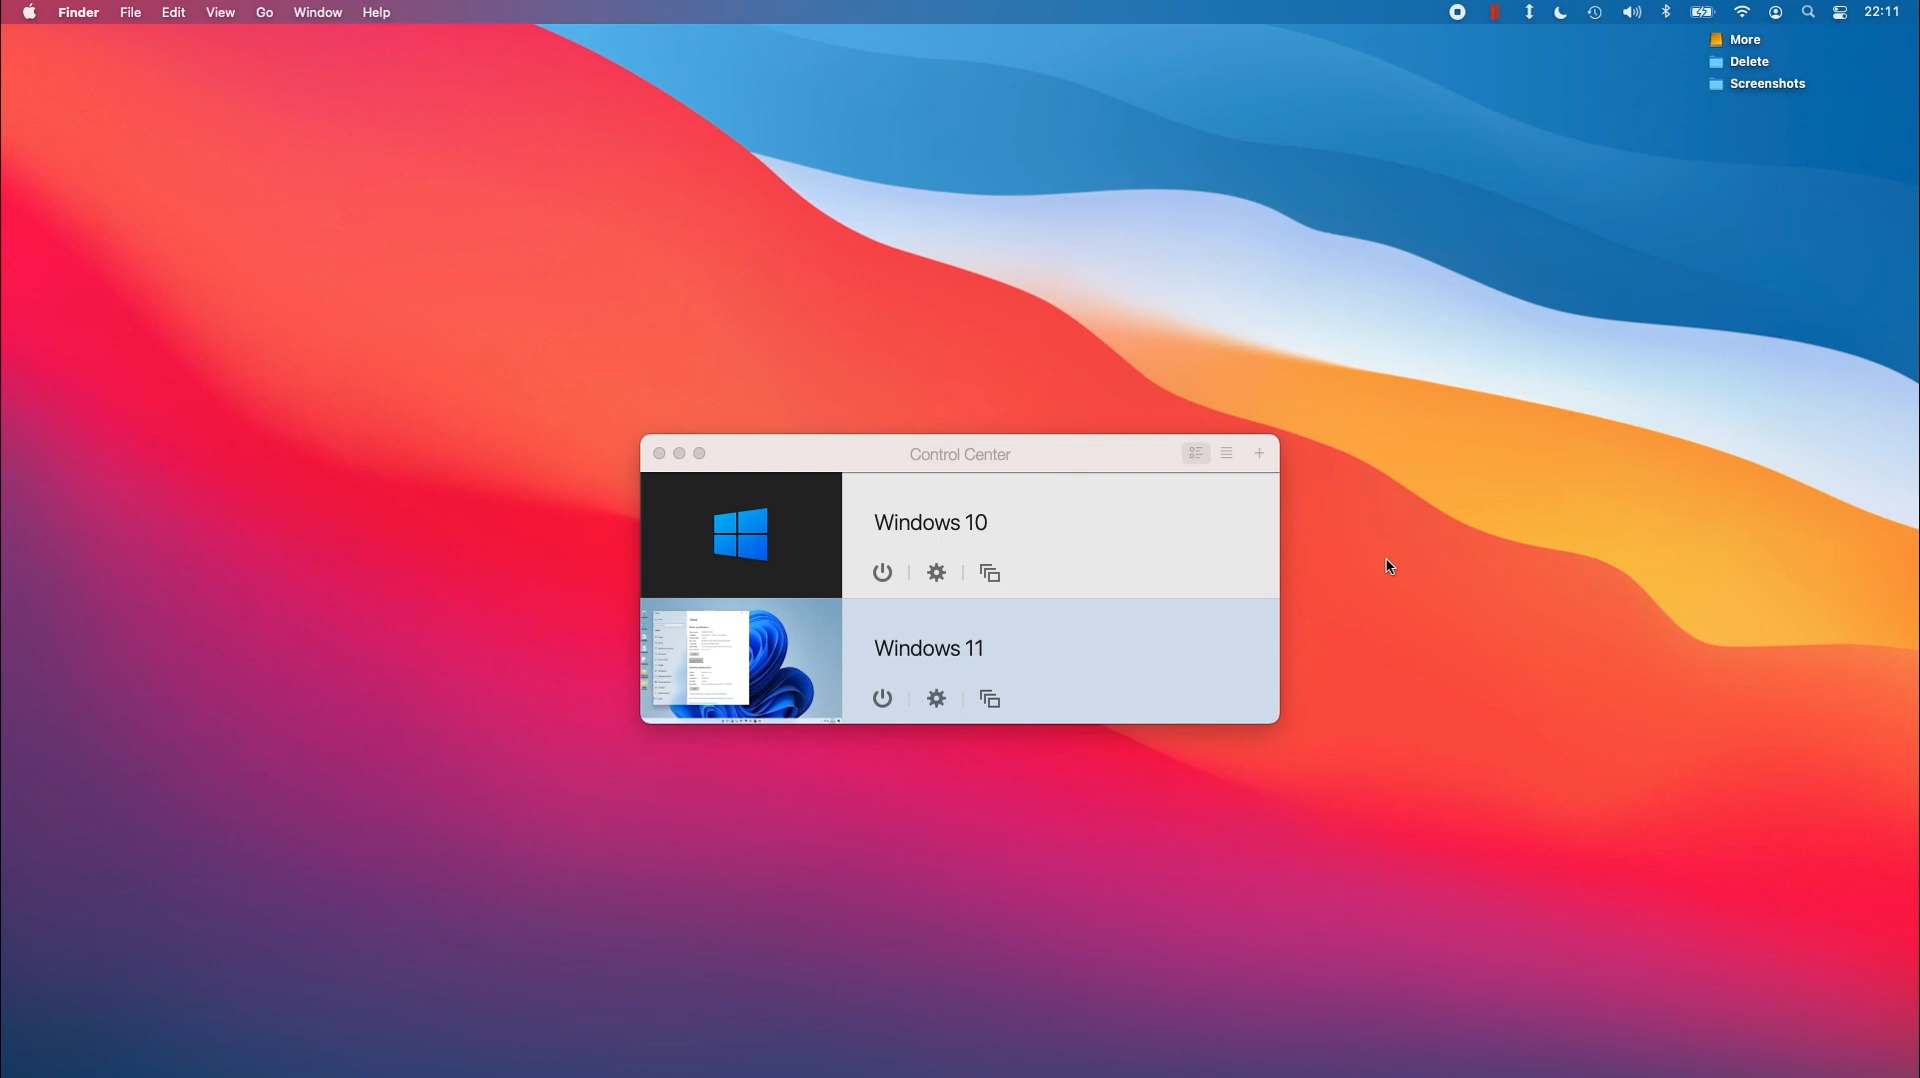 Finder File Edit View Go Window Help 22:11
More
Delete
Screenshots
Control Center
Windows 10
Windows 11